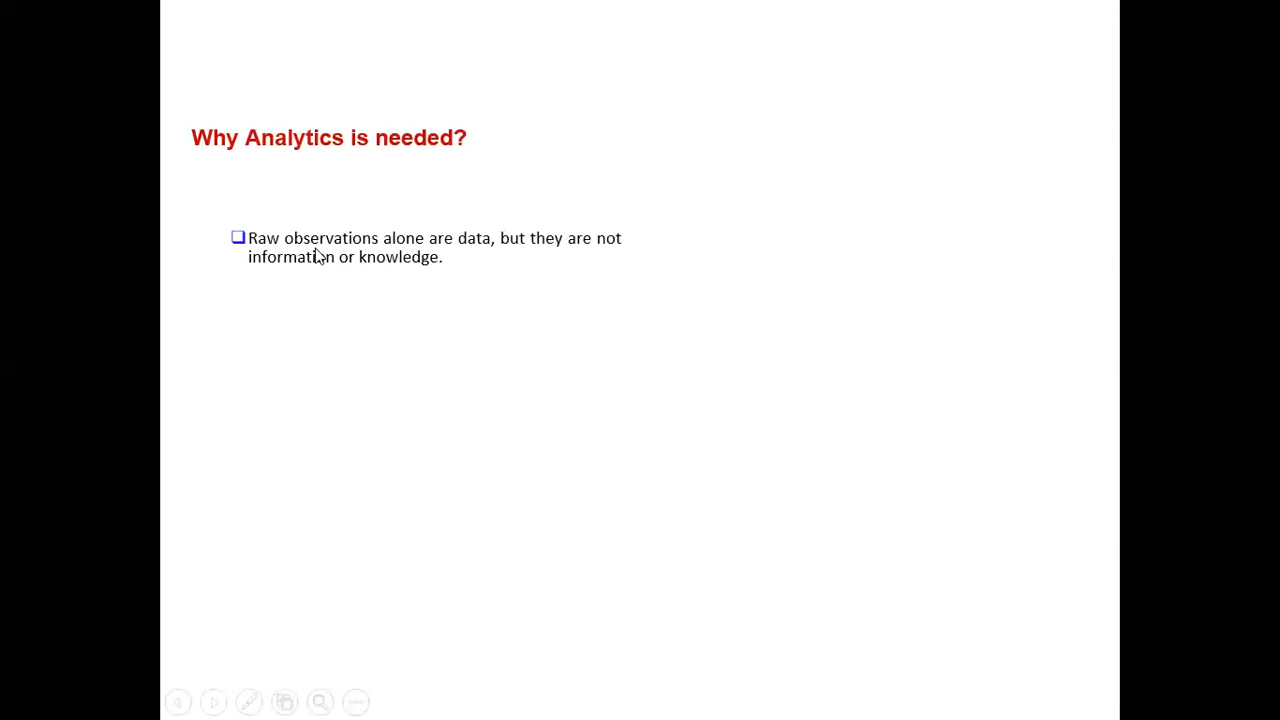 Why Analytics is needed?
Raw observations alone are data, but they are not
information or knowledge.